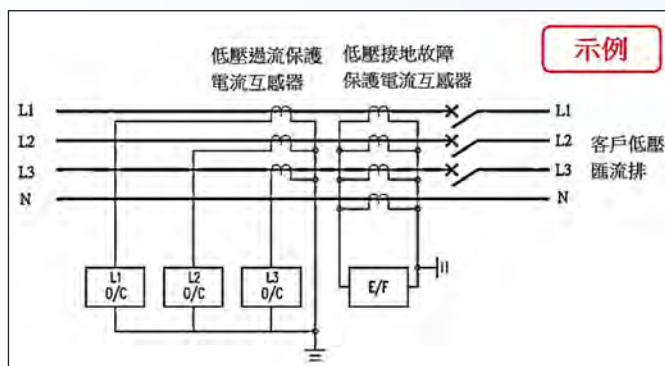 示例
低壓過流保護
電流互感器
低壓接地故障
保護電流互感器
L1
L1
L2
L2
客戶低壓
L3
L3
匯流排
N
N
L1
O/C
L2
O/C
L3
O/C
E/F